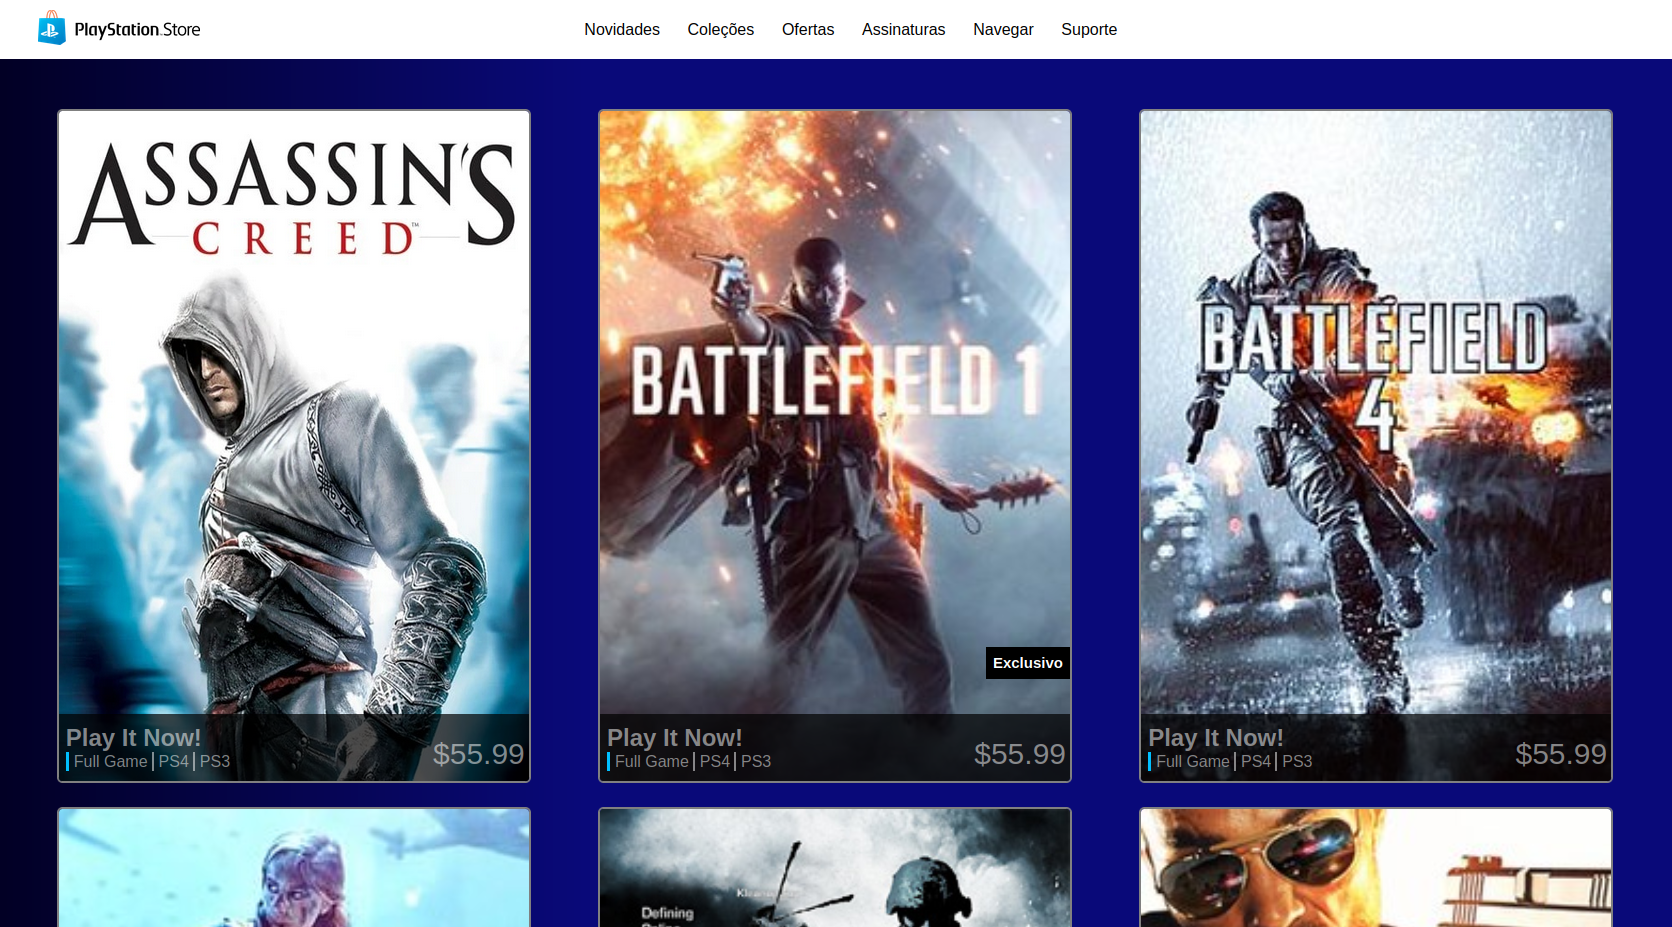 PlayStation Store
Novidades Coleções Ofertas Assinaturas Navegar Suporte
ASSASSIN'S
CREED™
BATTLEFIELD 1
BATTLEFIELD
4
Exclusivo
Play It Now!
Full Game PS4 PS3
$55.99
Play It Now!
Full Game PS4 PS3
$55.99
Play It Now!
Full Game PS4 PS3
$55.99
Defining